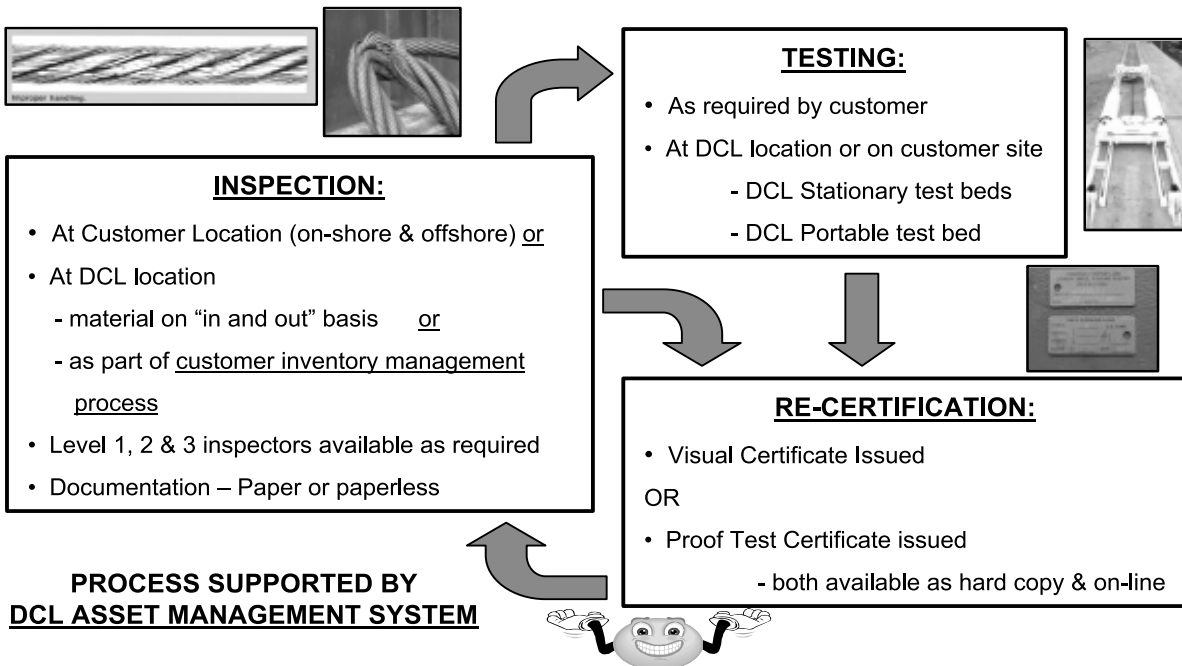 Improper handling.
INSPECTION:
• At Customer Location (on-shore & offshore) or
• At DCL location
- material on “in and out” basis or
- as part of customer inventory management
process
• Level 1, 2 & 3 inspectors available as required
• Documentation – Paper or paperless
TESTING:
• As required by customer
• At DCL location or on customer site
- DCL Stationary test beds
- DCL Portable test bed
RE-CERTIFICATION:
• Visual Certificate Issued
OR
• Proof Test Certificate issued
- both available as hard copy & on-line
PROCESS SUPPORTED BY
DCL ASSET MANAGEMENT SYSTEM